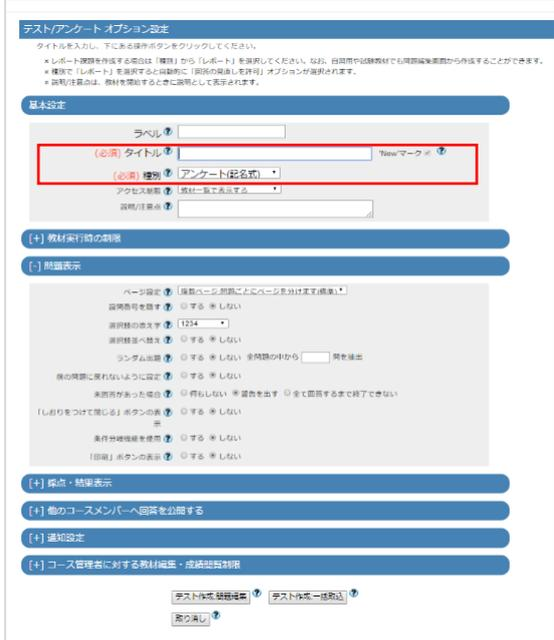 テスト/アンケート オプション設定
タイトルを入力し、下にある操作ボタンをクリックしてください。
※ レポート課題を作成する場合は「種別」から「レポート」を選択してください。なお、自習用や試験教材でも問題編集画面から作成することができます。
※ 種別で「レポート」を選択すると自動的に「回答の見直しを許可」オプションが選択されます。
※ 説明/注意点は、教材を開始するときに説明として表示されます。
基本設定
ラベル
(必須) タイトル 'New'マーク
(必須) 種別 アンケート(記名式)
アクセス制限 教材一覧で表示する
説明/注意点
[+] 教材実行時の制限
[-] 問題表示
ページ設定 複数ページ:問題ごとにページを分けます(標準)
設問番号を隠す する しない
選択肢の添え字 1234
選択肢並べ替え する しない
ランダム出題 する しない 全問題の中から 問を抽出
後の問題に戻れないように設定 する しない
未回答があった場合 何もしない 警告を出す 全て回答するまで終了できない
「しおりをつけて閉じる」ボタンの表 する しない
示
条件分岐機能を使用 する しない
「印刷」ボタンの表示 する しない
[+] 採点・結果表示
[+] 他のコースメンバーへ回答を公開する
[+] 通知設定
[+] コース管理者に対する教材編集・成績閲覧制限
テスト作成:問題編集 テスト作成:一括取込
取り消し